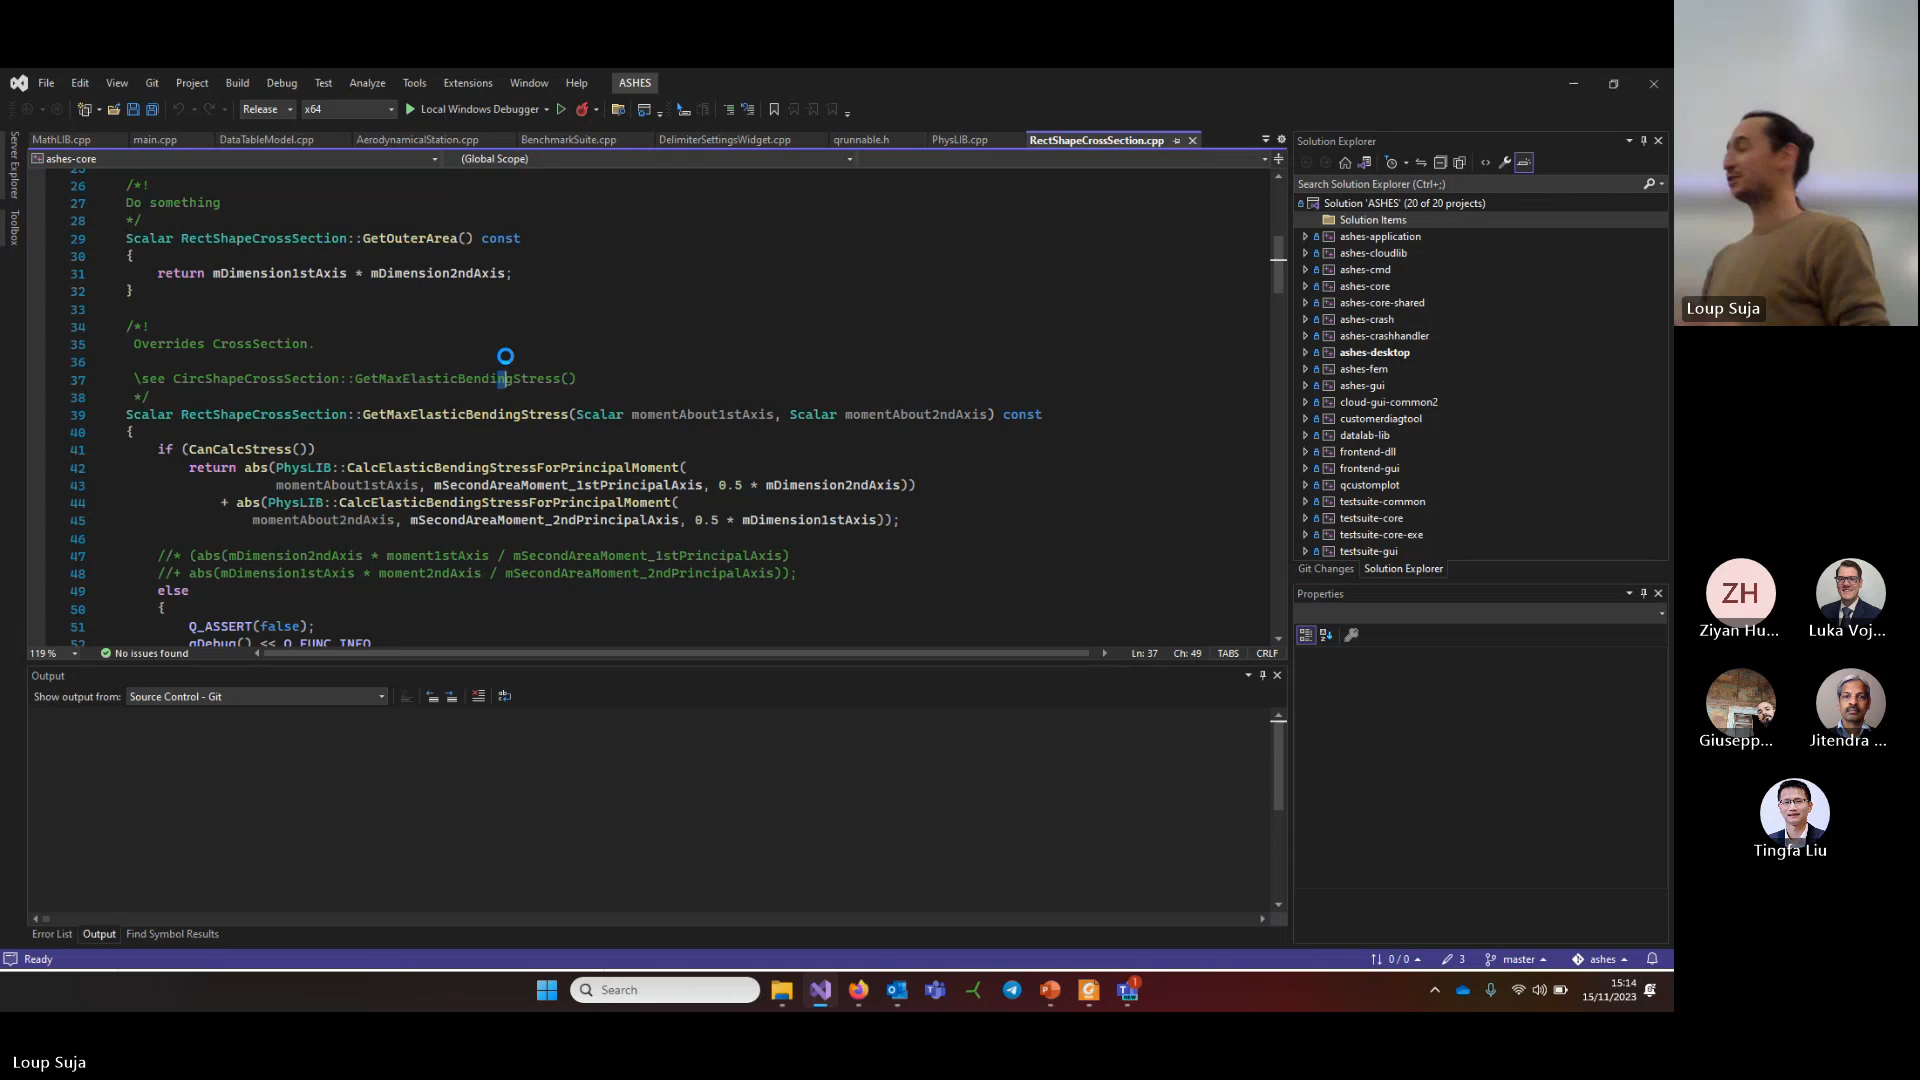 File Edit View Git Project Build Debug Test Analyze Tools Extensions Window Help ASHES
Release x64 Local Windows Debugger
MathLIB.cpp main.cpp DataTableModel.cpp AerodynamicalStation.cpp BenchmarkSuite.cpp DelimiterSettingsWidget.cpp qrunnable.h PhysLIB.cpp RectShapeCrossSection.cpp
ashes-core (Global Scope)
Server Explorer
Toolbox
25
26 /*!
27 Do something
28 */
29 Scalar RectShapeCrossSection::GetOuterArea() const
30 {
31 return mDimension1stAxis * mDimension2ndAxis;
32 }
33
34 /*!
35 Overrides CrossSection.
36
37 \see CircShapeCrossSection::GetMaxElasticBendingStress()
38 */
39 Scalar RectShapeCrossSection::GetMaxElasticBendingStress(Scalar momentAbout1stAxis, Scalar momentAbout2ndAxis) const
40 {
41 if (CanCalcStress())
42 return abs(PhysLIB::CalcElasticBendingStressForPrincipalMoment(
43 momentAbout1stAxis, mSecondAreaMoment_1stPrincipalAxis, 0.5 * mDimension2ndAxis))
44 + abs(PhysLIB::CalcElasticBendingStressForPrincipalMoment(
45 momentAbout2ndAxis, mSecondAreaMoment_2ndPrincipalAxis, 0.5 * mDimension1stAxis));
46
47 //* (abs(mDimension2ndAxis * moment1stAxis / mSecondAreaMoment_1stPrincipalAxis)
48 //+ abs(mDimension1stAxis * moment2ndAxis / mSecondAreaMoment_2ndPrincipalAxis));
49 else
50 {
51 Q_ASSERT(false);
52 qDebug() << Q_FUNC_INFO
119 % No issues found Ln: 37 Ch: 49 TABS CRLF
Output
Show output from: Source Control - Git
Error List Output Find Symbol Results
Solution Explorer
Search Solution Explorer (Ctrl+;)
Solution 'ASHES' (20 of 20 projects)
Solution Items
ashes-application
ashes-cloudlib
ashes-cmd
ashes-core
ashes-core-shared
ashes-crash
ashes-crashhandler
ashes-desktop
ashes-fem
ashes-gui
cloud-gui-common2
customerdiagtool
datalab-lib
frontend-dll
frontend-gui
qcustomplot
testsuite-common
testsuite-core
testsuite-core-exe
testsuite-gui
Git Changes Solution Explorer
Properties
Ready 0 / 0 3 master ashes
Search
1
15:14
15/11/2023
Loup Suja
ZH
Ziyan Hu... Luka Voj...
Giusepp... Jitendra ...
Tingfa Liu
Loup Suja